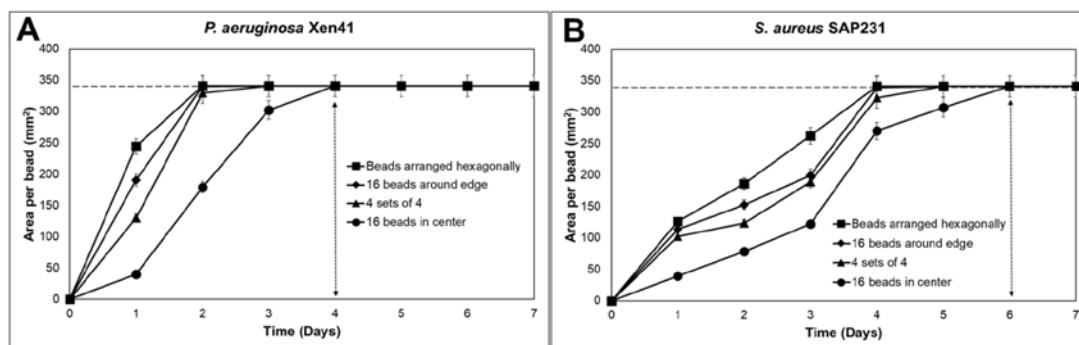 A
P. aeruginosa Xen41
400
350
300
250
200
150
100
50
0
Area per bead (mm²)
Beads arranged hexagonally
16 beads around edge
4 sets of 4
16 beads in center
0 1 2 3 4 5 6 7
Time (Days)
B
S. aureus SAP231
400
350
300
250
200
150
100
50
0
Area per bead (mm²)
Beads arranged hexagonally
16 beads around edge
4 sets of 4
16 beads in center
0 1 2 3 4 5 6 7
Time (Days)